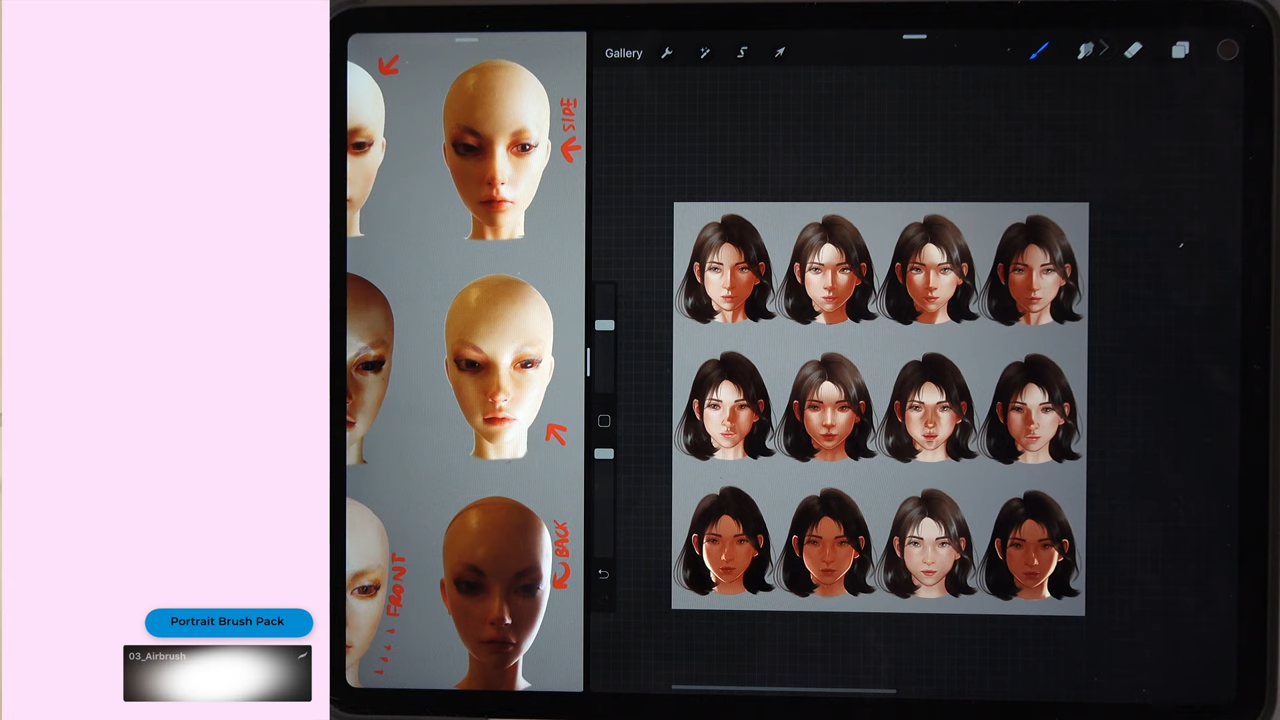 Portrait Brush Pack
03_Airbrush
SIDE
BACK
FRONT
Gallery